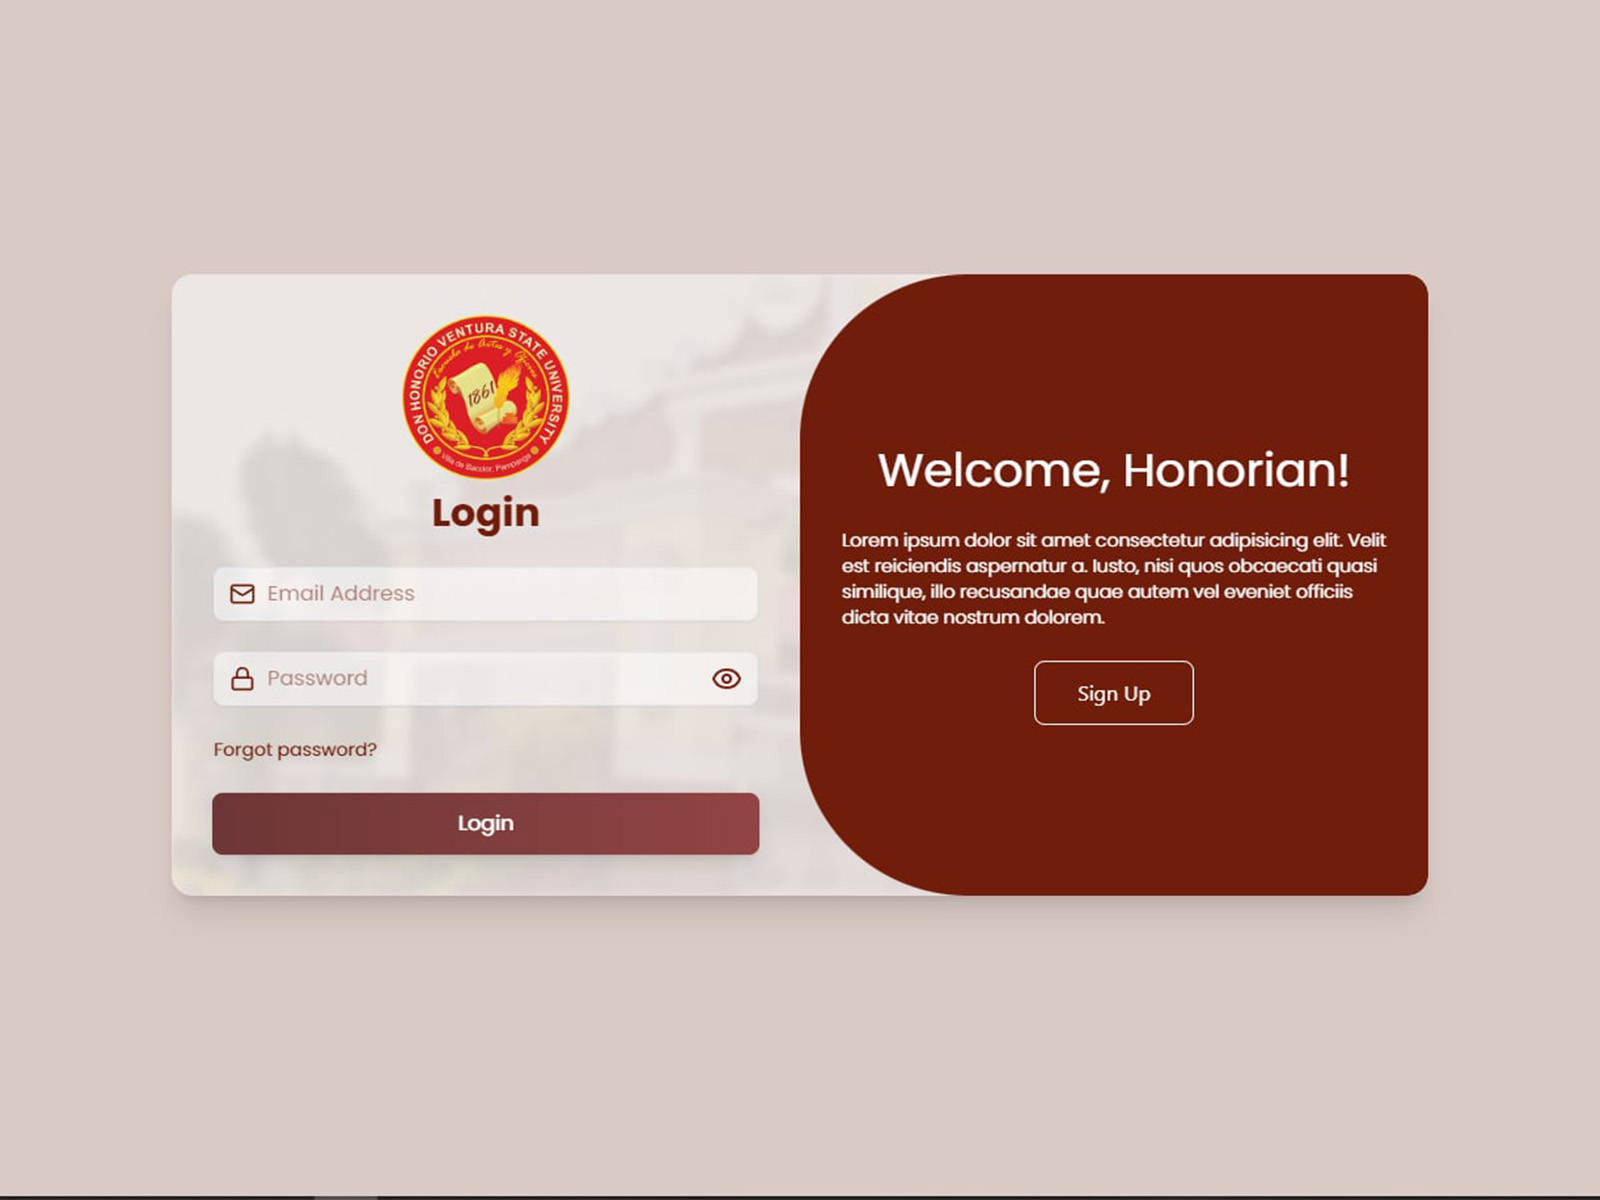 DON HONORIO VENTURA STATE UNIVERSITY
Escuela de Artes y Oficios
1861
Villa de Bacolor, Pampanga
Login
Email Address
Password
Forgot password?
Login
Welcome, Honorian!
Lorem ipsum dolor sit amet consectetur adipisicing elit. Velit
est reiciendis aspernatur a. Iusto, nisi quos obcaecati quasi
similique, illo recusandae quae autem vel eveniet officiis
dicta vitae nostrum dolorem.
Sign Up